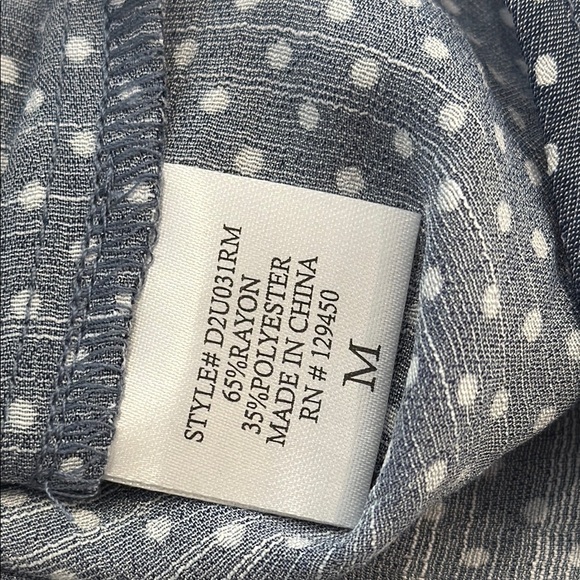 STYLE# D2U031RM
65%RAYON
35%POLYESTER
MADE IN CHINA
RN # 129450
M